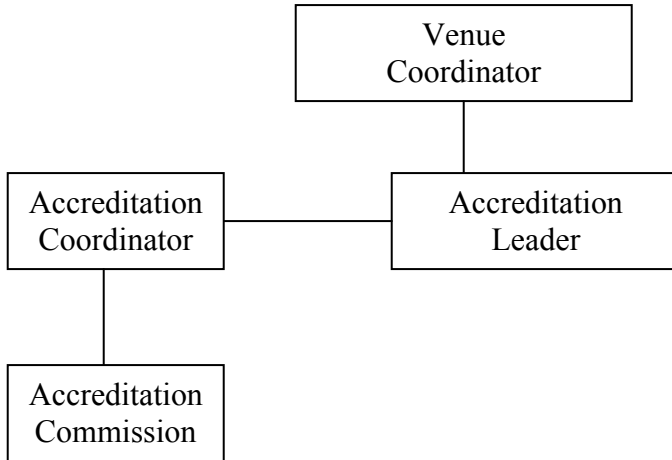 Venue
Coordinator
Accreditation
Coordinator
Accreditation
Leader
Accreditation
Commission